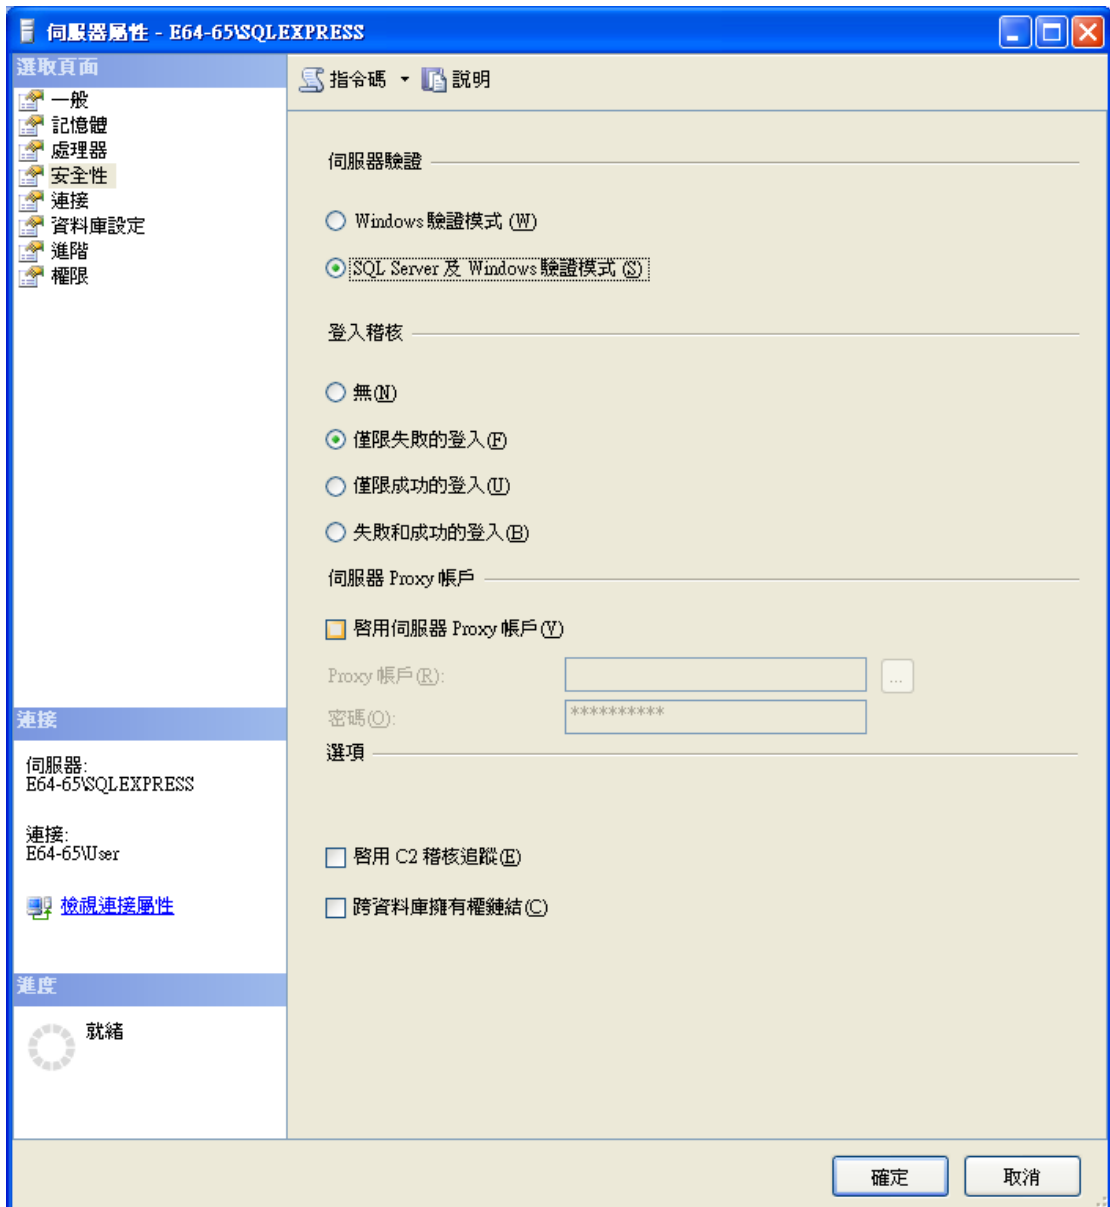 伺服器屬性 - E64-65\SQLEXPRESS
選取頁面
一般
記憶體
處理器
安全性
連接
資料庫設定
進階
權限
連接
伺服器:
E64-65\SQLEXPRESS
連接:
E64-65\User
檢視連接屬性
進度
就緒
指令碼 說明
伺服器驗證
Windows 驗證模式 (W)
SQL Server 及 Windows 驗證模式 (S)
登入稽核
無(N)
僅限失敗的登入(F)
僅限成功的登入(U)
失敗和成功的登入(B)
伺服器 Proxy 帳戶
啓用伺服器 Proxy 帳戶(V)
Proxy 帳戶(R):
...
密碼(O):
**********
選項
啓用 C2 稽核追蹤(E)
跨資料庫擁有權鏈結(C)
確定 取消